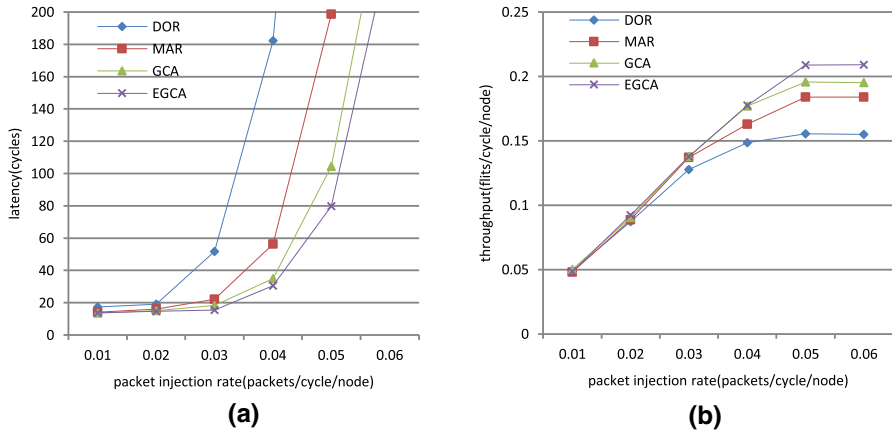 200
180
160
140
120
100
80
60
40
20
0
latency(cycles)
DOR
MAR
GCA
EGCA
0.01 0.02 0.03 0.04 0.05 0.06
packet injection rate(packets/cycle/node)
(a)
0.25
0.2
0.15
0.1
0.05
0
throughput(flits/cycle/node)
DOR
MAR
GCA
EGCA
0.01 0.02 0.03 0.04 0.05 0.06
packet injection rate(packets/cycle/node)
(b)